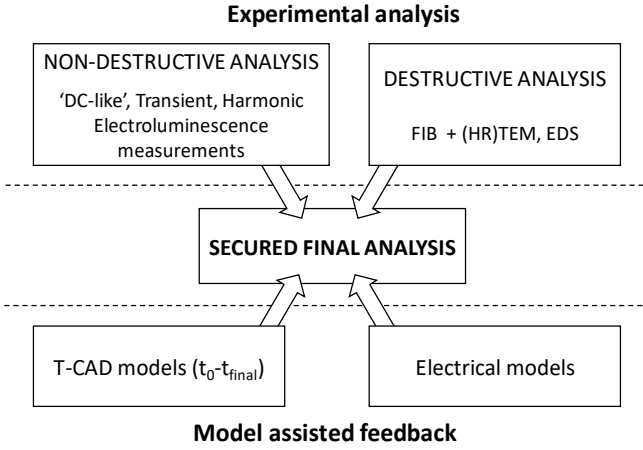 Experimental analysis
NON-DESTRUCTIVE ANALYSIS
‘DC-like’, Transient, Harmonic
Electroluminescence
measurements
DESTRUCTIVE ANALYSIS
FIB + (HR)TEM, EDS
SECURED FINAL ANALYSIS
T-CAD models (t0-tfinal)
Electrical models
Model assisted feedback